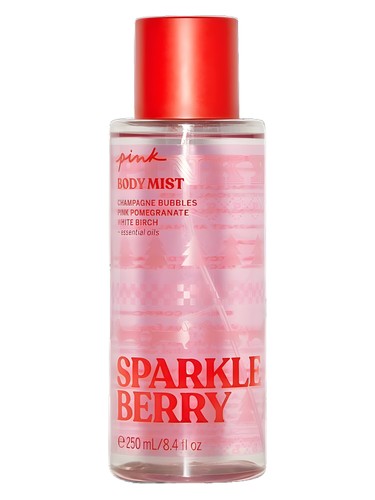 pink
BODY MIST
CHAMPAGNE BUBBLES
PINK POMEGRANATE
WHITE BIRCH
+ essential oils
SPARKLE
BERRY
℮ 250 mL/8.4 fl oz